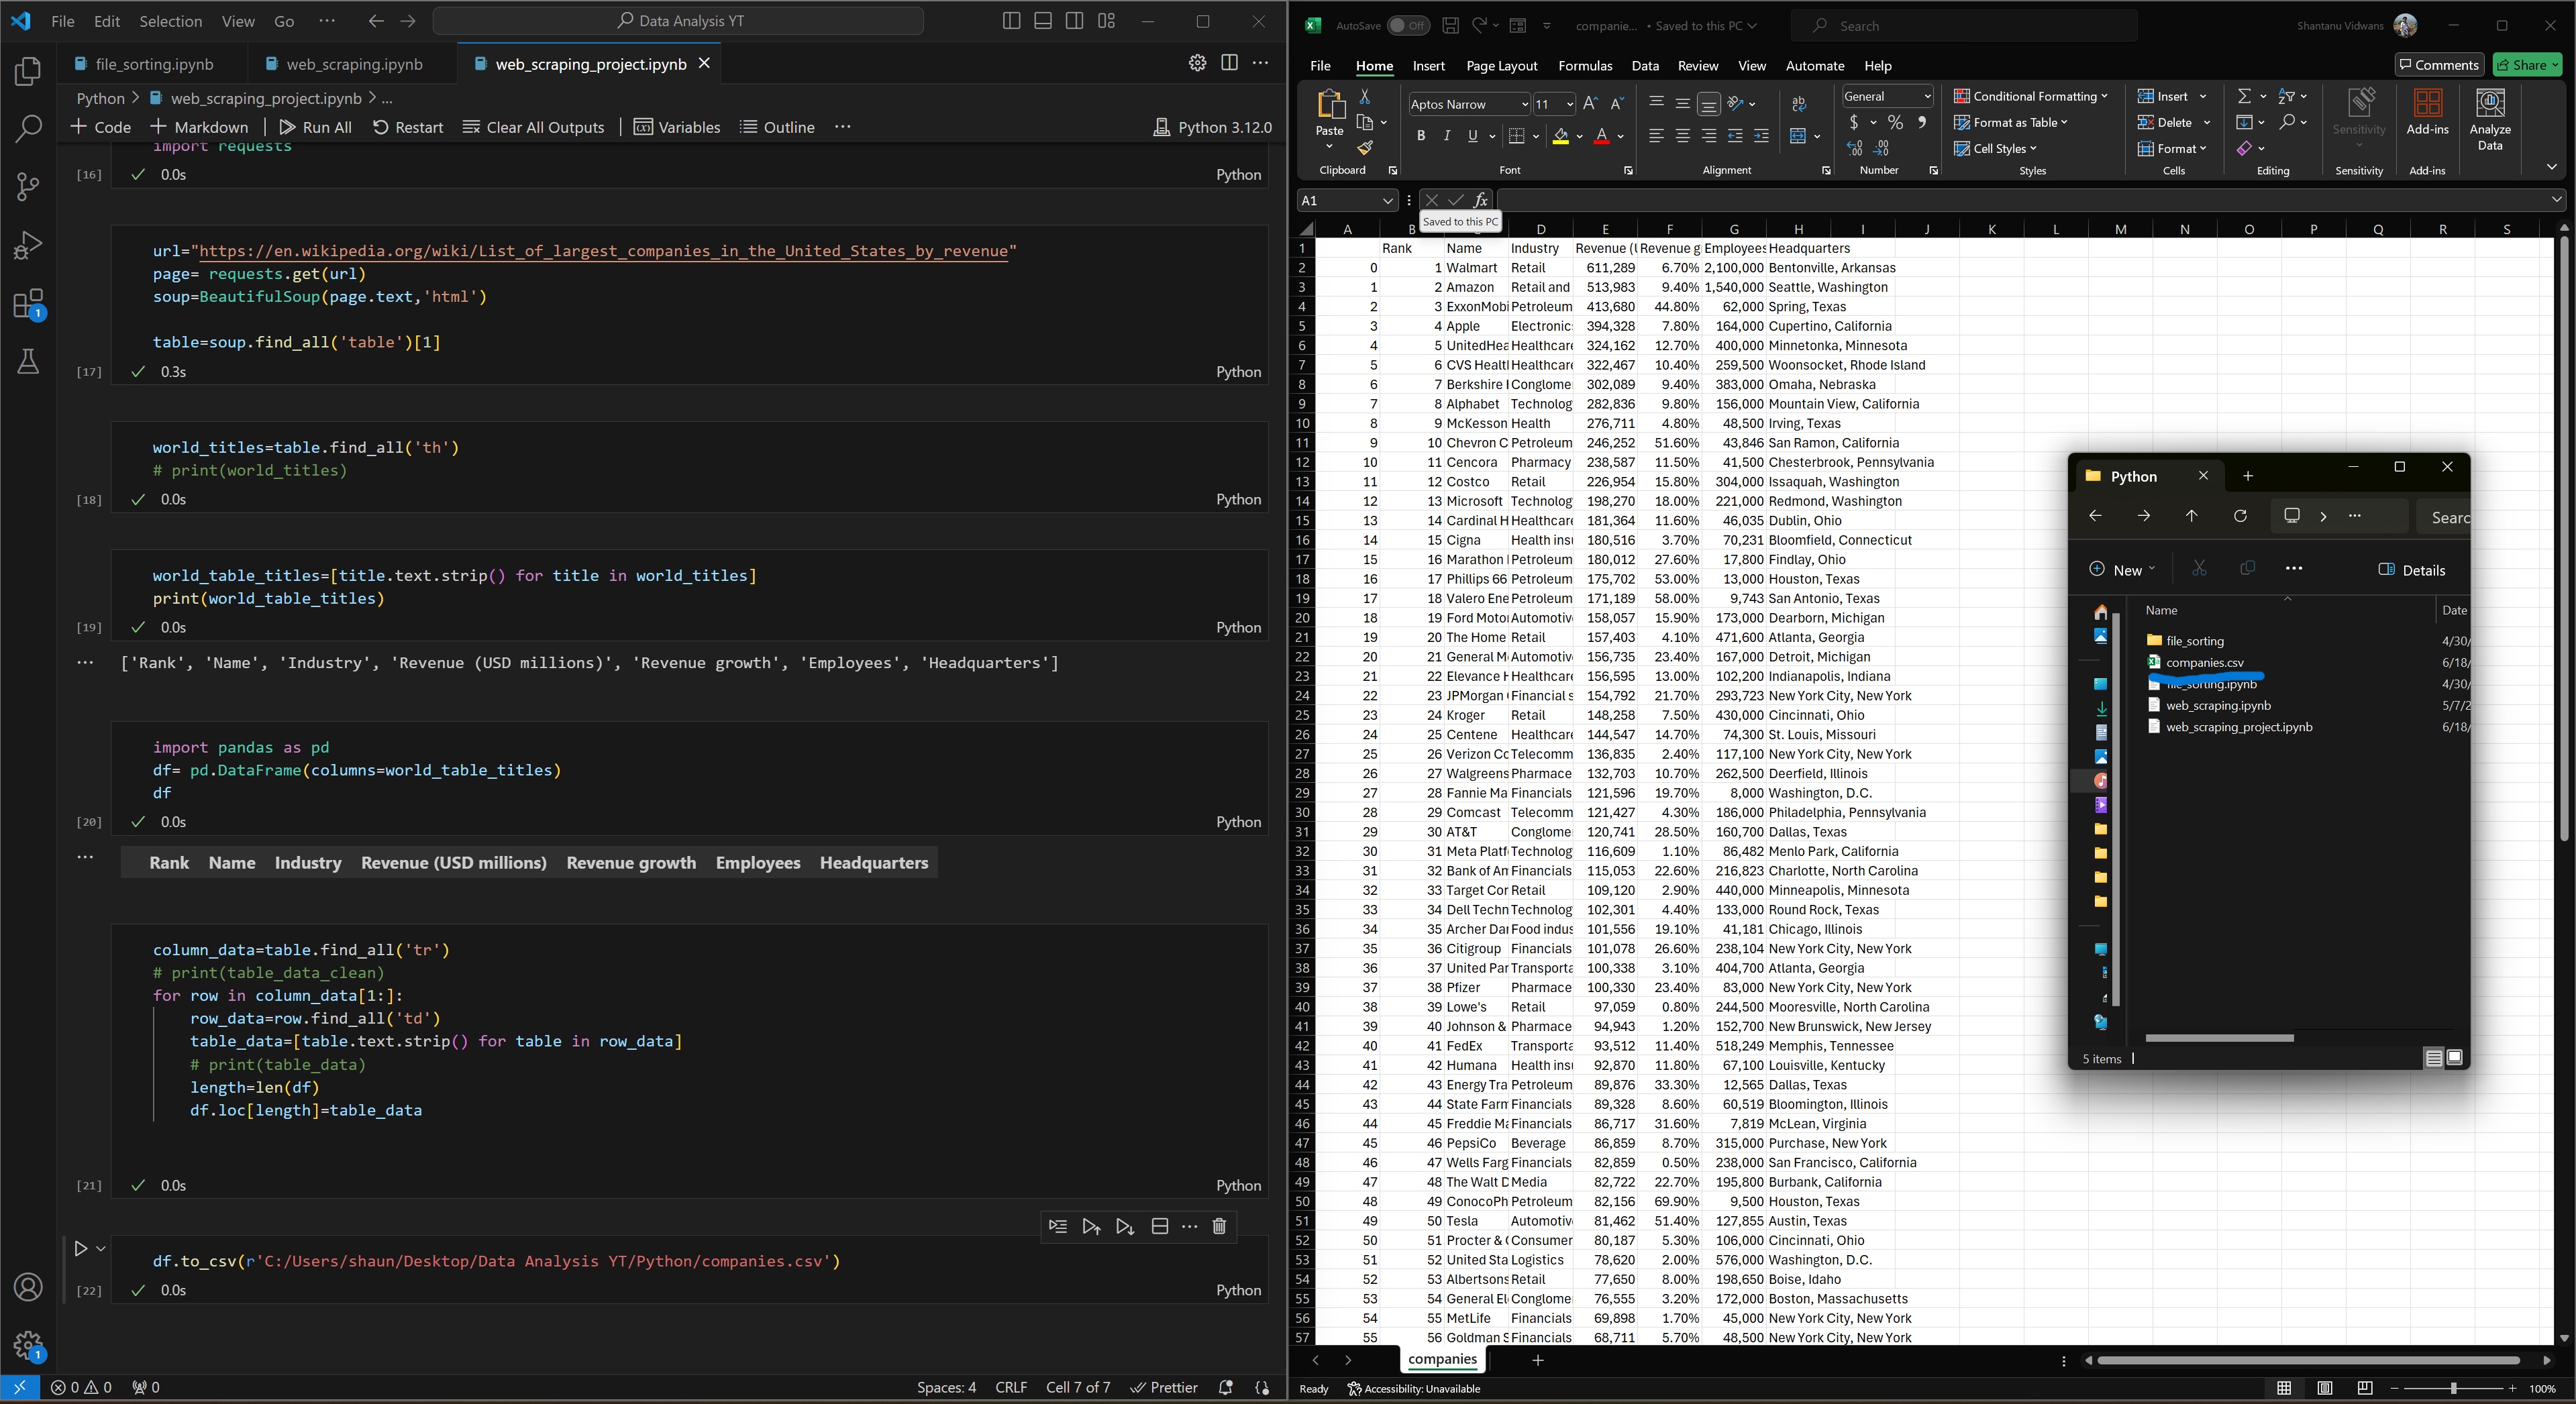 File Edit Selection View Go ··· Data Analysis YT
file_sorting.ipynb web_scraping.ipynb web_scraping_project.ipynb
Python > web_scraping_project.ipynb > ...
+ Code + Markdown Run All Restart Clear All Outputs Variables Outline ··· Python 3.12.0
import requests
[16] 0.0s Python
url="https://en.wikipedia.org/wiki/List_of_largest_companies_in_the_United_States_by_revenue"
page= requests.get(url)
soup=BeautifulSoup(page.text,'html')
table=soup.find_all('table')[1]
[17] 0.3s Python
world_titles=table.find_all('th')
# print(world_titles)
[18] 0.0s Python
world_table_titles=[title.text.strip() for title in world_titles]
print(world_table_titles)
[19] 0.0s Python
['Rank', 'Name', 'Industry', 'Revenue (USD millions)', 'Revenue growth', 'Employees', 'Headquarters']
import pandas as pd
df= pd.DataFrame(columns=world_table_titles)
df
[20] 0.0s Python
Rank Name Industry Revenue (USD millions) Revenue growth Employees Headquarters
column_data=table.find_all('tr')
# print(table_data_clean)
for row in column_data[1:]:
row_data=row.find_all('td')
table_data=[table.text.strip() for table in row_data]
# print(table_data)
length=len(df)
df.loc[length]=table_data
[21] 0.0s Python
df.to_csv(r'C:/Users/shaun/Desktop/Data Analysis YT/Python/companies.csv')
[22] 0.0s Python
1
1
0 0 0 Spaces: 4 CRLF Cell 7 of 7 Prettier
AutoSave Off companie... • Saved to this PC Search Shantanu Vidwans
File Home Insert Page Layout Formulas Data Review View Automate Help Comments Share
Paste Aptos Narrow 11 General Conditional Formatting Format as Table Cell Styles Insert Delete Format Sensitivity Add-ins Analyze Data
Clipboard Font Alignment Number Styles Cells Editing Sensitivity Add-ins
A1 fx
Saved to this PC
A B D E F G H I J K L M N O P Q R S
1 Rank Name Industry Revenue (U Revenue g Employees Headquarters
2 0 1 Walmart Retail 611,289 6.70% 2,100,000 Bentonville, Arkansas
3 1 2 Amazon Retail and 513,983 9.40% 1,540,000 Seattle, Washington
4 2 3 ExxonMobi Petroleum 413,680 44.80% 62,000 Spring, Texas
5 3 4 Apple Electronic 394,328 7.80% 164,000 Cupertino, California
6 4 5 UnitedHea Healthcare 324,162 12.70% 400,000 Minnetonka, Minnesota
7 5 6 CVS Healt Healthcare 322,467 10.40% 259,500 Woonsocket, Rhode Island
8 6 7 Berkshire Conglome 302,089 9.40% 383,000 Omaha, Nebraska
9 7 8 Alphabet Technolog 282,836 9.80% 156,000 Mountain View, California
10 8 9 McKesson Health 276,711 4.80% 48,500 Irving, Texas
11 9 10 Chevron C Petroleum 246,252 51.60% 43,846 San Ramon, California
12 10 11 Cencora Pharmacy 238,587 11.50% 41,500 Chesterbrook, Pennsylvania
13 11 12 Costco Retail 226,954 15.80% 304,000 Issaquah, Washington
14 12 13 Microsoft Technolog 198,270 18.00% 221,000 Redmond, Washington
15 13 14 Cardinal H Healthcare 181,364 11.60% 46,035 Dublin, Ohio
16 14 15 Cigna Health insu 180,516 3.70% 70,231 Bloomfield, Connecticut
17 15 16 Marathon Petroleum 180,012 27.60% 17,800 Findlay, Ohio
18 16 17 Phillips 66 Petroleum 175,702 53.00% 13,000 Houston, Texas
19 17 18 Valero Ene Petroleum 171,189 58.00% 9,743 San Antonio, Texas
20 18 19 Ford Moto Automotiv 158,057 15.90% 173,000 Dearborn, Michigan
21 19 20 The Home Retail 157,403 4.10% 471,600 Atlanta, Georgia
22 20 21 General M Automotiv 156,735 23.40% 167,000 Detroit, Michigan
23 21 22 Elevance H Healthcare 156,595 13.00% 102,200 Indianapolis, Indiana
24 22 23 JPMorgan Financial s 154,792 21.70% 293,723 New York City, New York
25 23 24 Kroger Retail 148,258 7.50% 430,000 Cincinnati, Ohio
26 24 25 Centene Healthcare 144,547 14.70% 74,300 St. Louis, Missouri
27 25 26 Verizon Co Telecomm 136,835 2.40% 117,100 New York City, New York
28 26 27 Walgreens Pharmace 132,703 10.70% 262,500 Deerfield, Illinois
29 27 28 Fannie Ma Financials 121,596 19.70% 8,000 Washington, D.C.
30 28 29 Comcast Telecomm 121,427 4.30% 186,000 Philadelphia, Pennsylvania
31 29 30 AT&T Conglome 120,741 28.50% 160,700 Dallas, Texas
32 30 31 Meta Platf Technolog 116,609 1.10% 86,482 Menlo Park, California
33 31 32 Bank of Am Financials 115,053 22.60% 216,823 Charlotte, North Carolina
34 32 33 Target Cor Retail 109,120 2.90% 440,000 Minneapolis, Minnesota
35 33 34 Dell Techn Technolog 102,301 4.40% 133,000 Round Rock, Texas
36 34 35 Archer Dan Food indus 101,556 19.10% 41,181 Chicago, Illinois
37 35 36 Citigroup Financials 101,078 26.60% 238,104 New York City, New York
38 36 37 United Par Transporta 100,338 3.10% 404,700 Atlanta, Georgia
39 37 38 Pfizer Pharmace 100,330 23.40% 83,000 New York City, New York
40 38 39 Lowe's Retail 97,059 0.80% 244,500 Mooresville, North Carolina
41 39 40 Johnson & Pharmace 94,943 1.20% 152,700 New Brunswick, New Jersey
42 40 41 FedEx Transporta 93,512 11.40% 518,249 Memphis, Tennessee
43 41 42 Humana Health insu 92,870 11.80% 67,100 Louisville, Kentucky
44 42 43 Energy Tra Petroleum 89,876 33.30% 12,565 Dallas, Texas
45 43 44 State Farm Financials 89,328 8.60% 60,519 Bloomington, Illinois
46 44 45 Freddie Ma Financials 86,717 31.60% 7,819 McLean, Virginia
47 45 46 PepsiCo Beverage 86,859 8.70% 315,000 Purchase, New York
48 46 47 Wells Farg Financials 82,859 0.50% 238,000 San Francisco, California
49 47 48 The Walt D Media 82,722 22.70% 195,800 Burbank, California
50 48 49 ConocoPh Petroleum 82,156 69.90% 9,500 Houston, Texas
51 49 50 Tesla Automotiv 81,462 51.40% 127,855 Austin, Texas
52 50 51 Procter & Consumer 80,187 5.30% 106,000 Cincinnati, Ohio
53 51 52 United Sta Logistics 78,620 2.00% 576,000 Washington, D.C.
54 52 53 Albertsons Retail 77,650 8.00% 198,650 Boise, Idaho
55 53 54 General El Conglome 76,555 3.20% 172,000 Boston, Massachusetts
56 54 55 MetLife Financials 69,898 1.70% 45,000 New York City, New York
57 55 56 Goldman S Financials 68,711 5.70% 48,500 New York City, New York
companies
Ready Accessibility: Unavailable 100%
Python
Searc
New Details
Name Date
file_sorting 4/30/
companies.csv 6/18/
file_sorting.ipynb 4/30/
web_scraping.ipynb 5/7/2
web_scraping_project.ipynb 6/18/
5 items